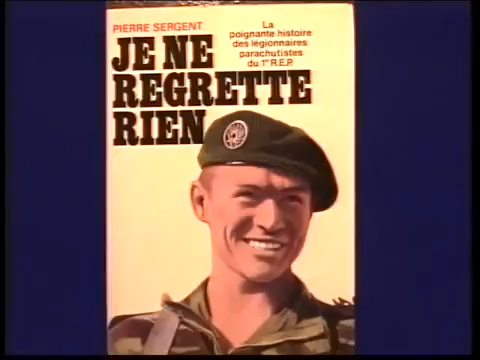 PIERRE SERGENT
La
poignante histoire
des légionnaires
parachutistes
du 1er R.E.P.
JE NE
REGRETTE
RIEN